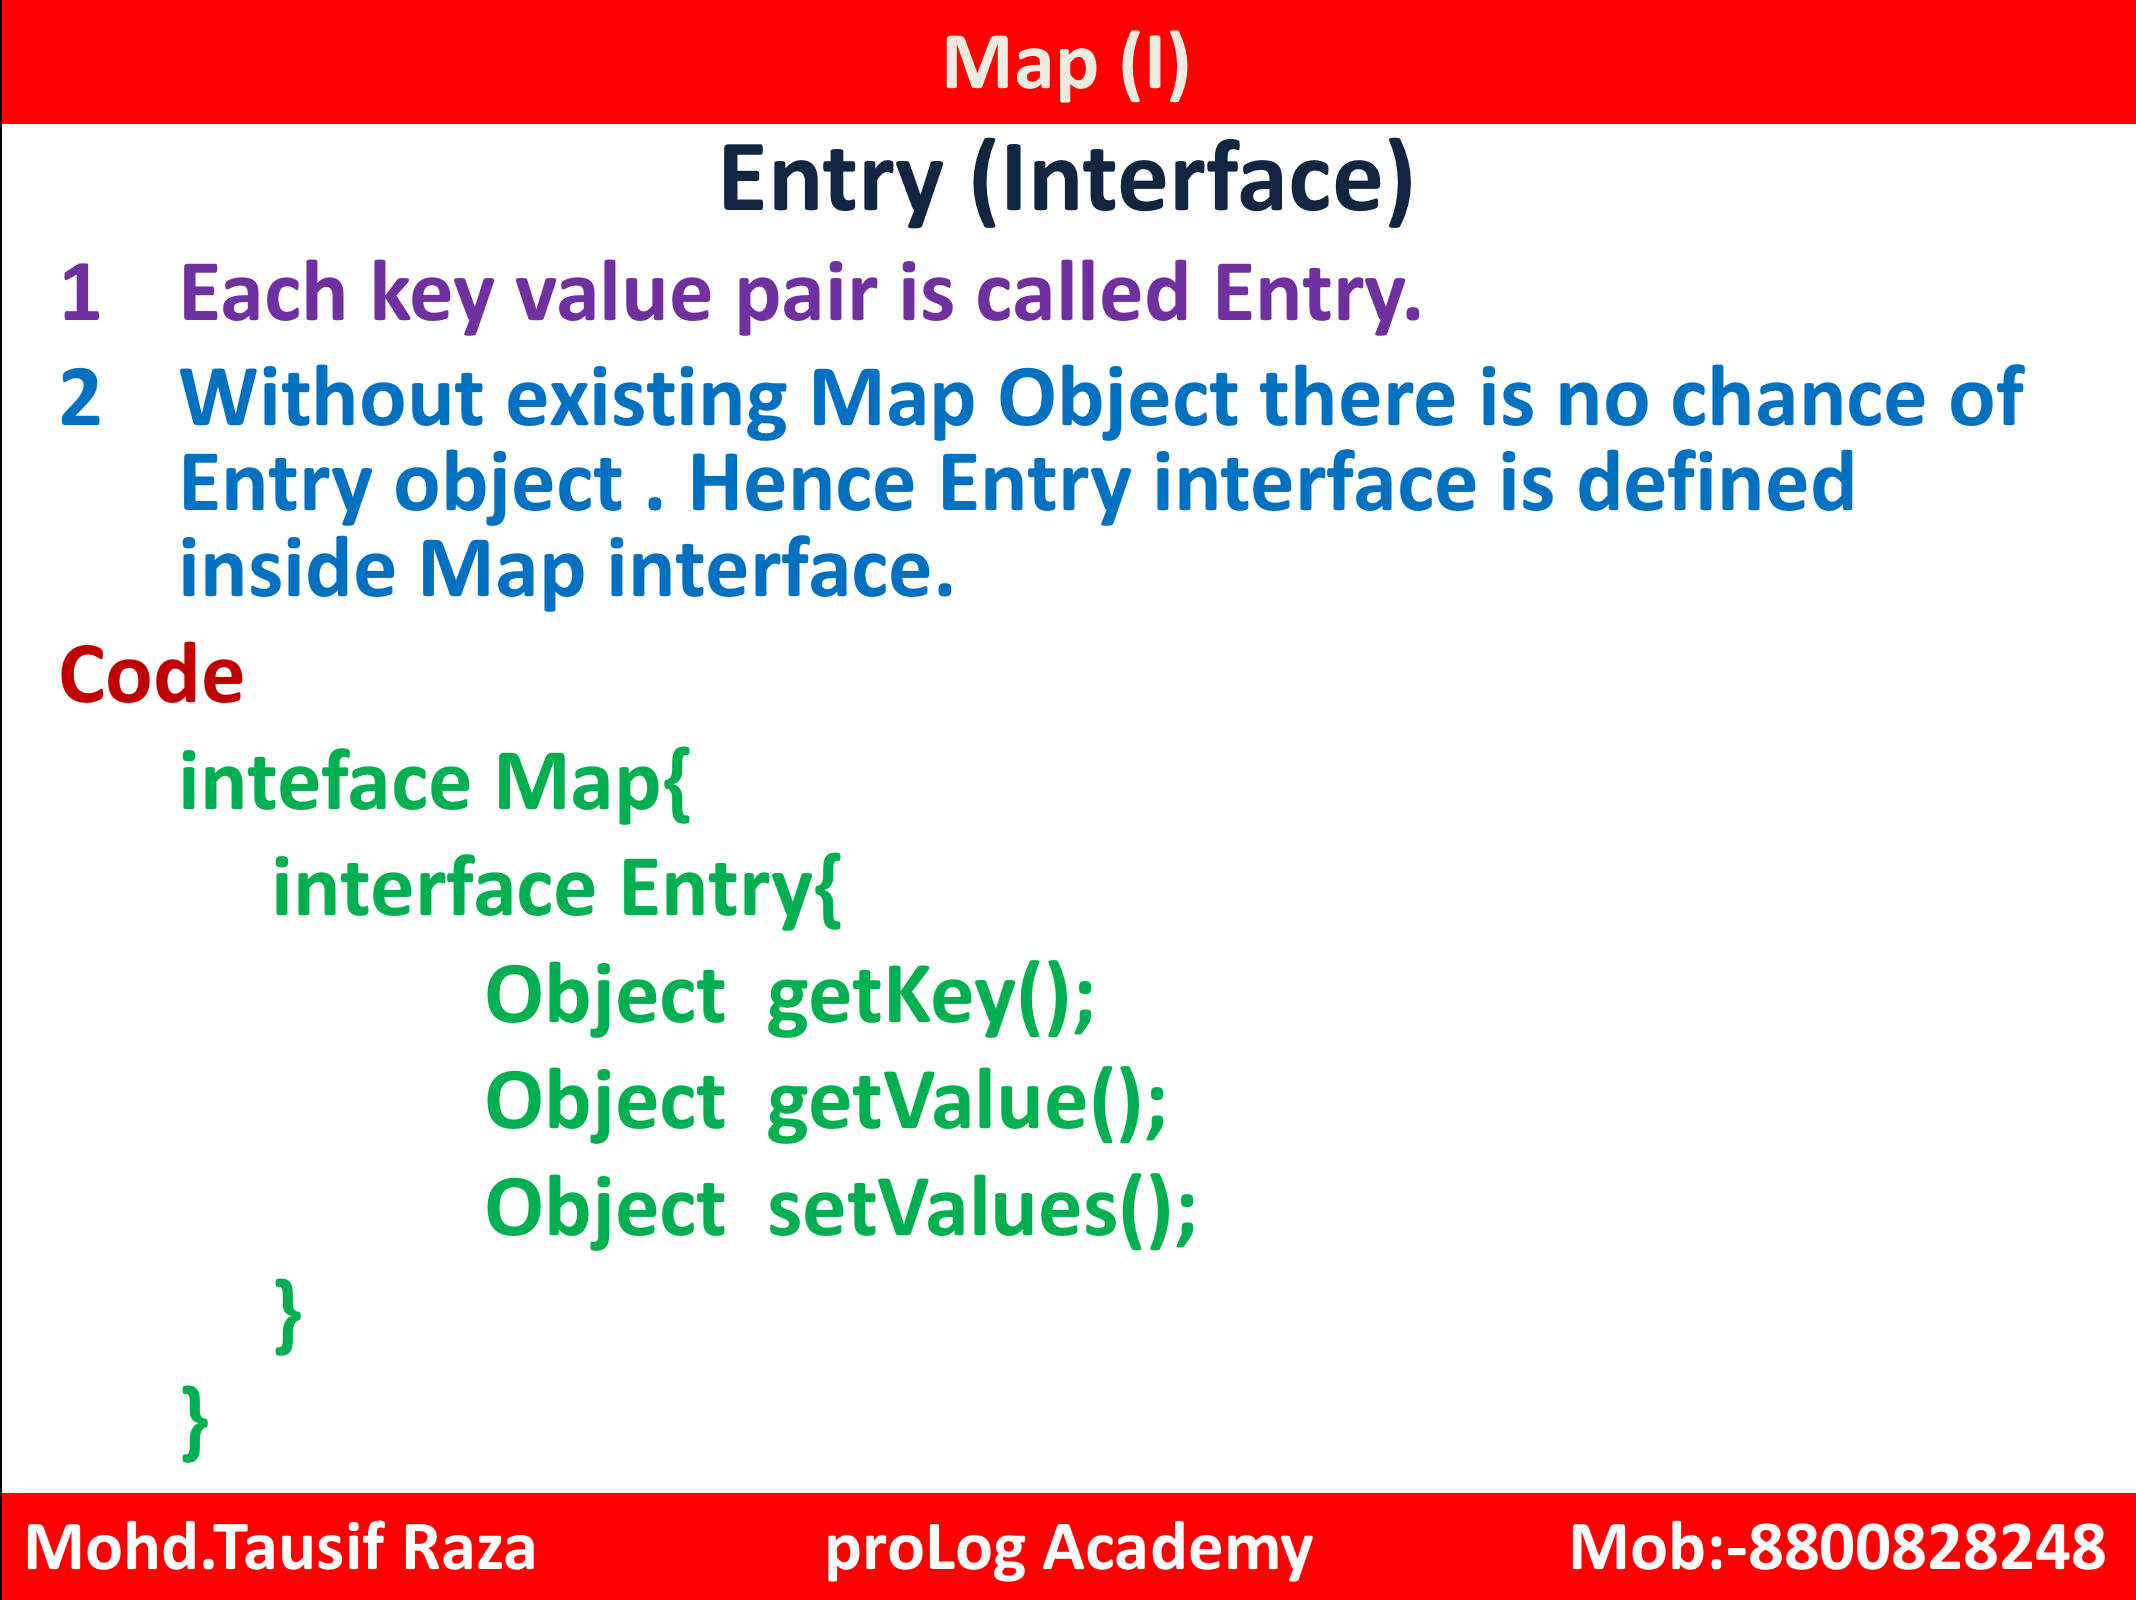 Map (I)
Entry (Interface)
1 Each key value pair is called Entry.
2 Without existing Map Object there is no chance of
Entry object . Hence Entry interface is defined
inside Map interface.
Code
inteface Map{
interface Entry{
Object  getKey();
Object  getValue();
Object  setValues();
}
}
Mohd.Tausif Raza proLog Academy Mob:-8800828248